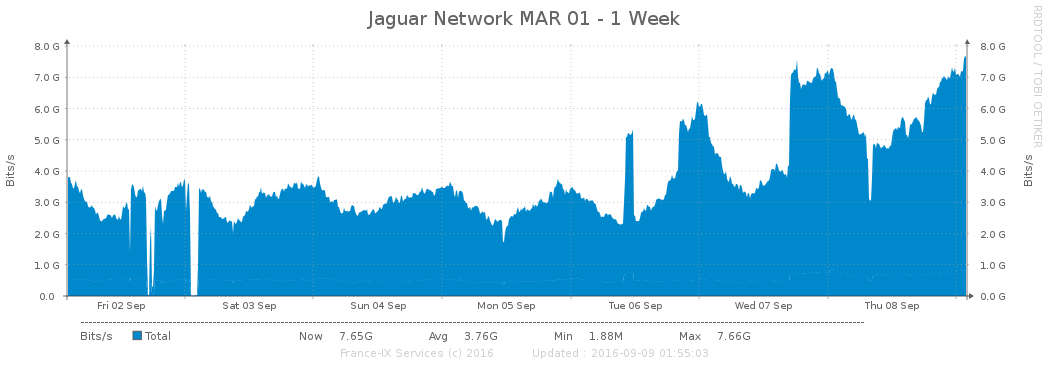 Jaguar Network MAR 01 - 1 Week
RRDTOOL / TOBI OETIKER
Bits/s
8.0 G 8.0 G
7.0 G 7.0 G
6.0 G 6.0 G
5.0 G 5.0 G
4.0 G 4.0 G
3.0 G 3.0 G
2.0 G 2.0 G
1.0 G 1.0 G
0.0 0.0 G
Bits/s
Fri 02 Sep Sat 03 Sep Sun 04 Sep Mon 05 Sep Tue 06 Sep Wed 07 Sep Thu 08 Sep
Bits/s Total Now 7.65G Avg 3.76G Min 1.88M Max 7.66G
France-IX Services (c) 2016 Updated : 2016-09-09 01:55:03